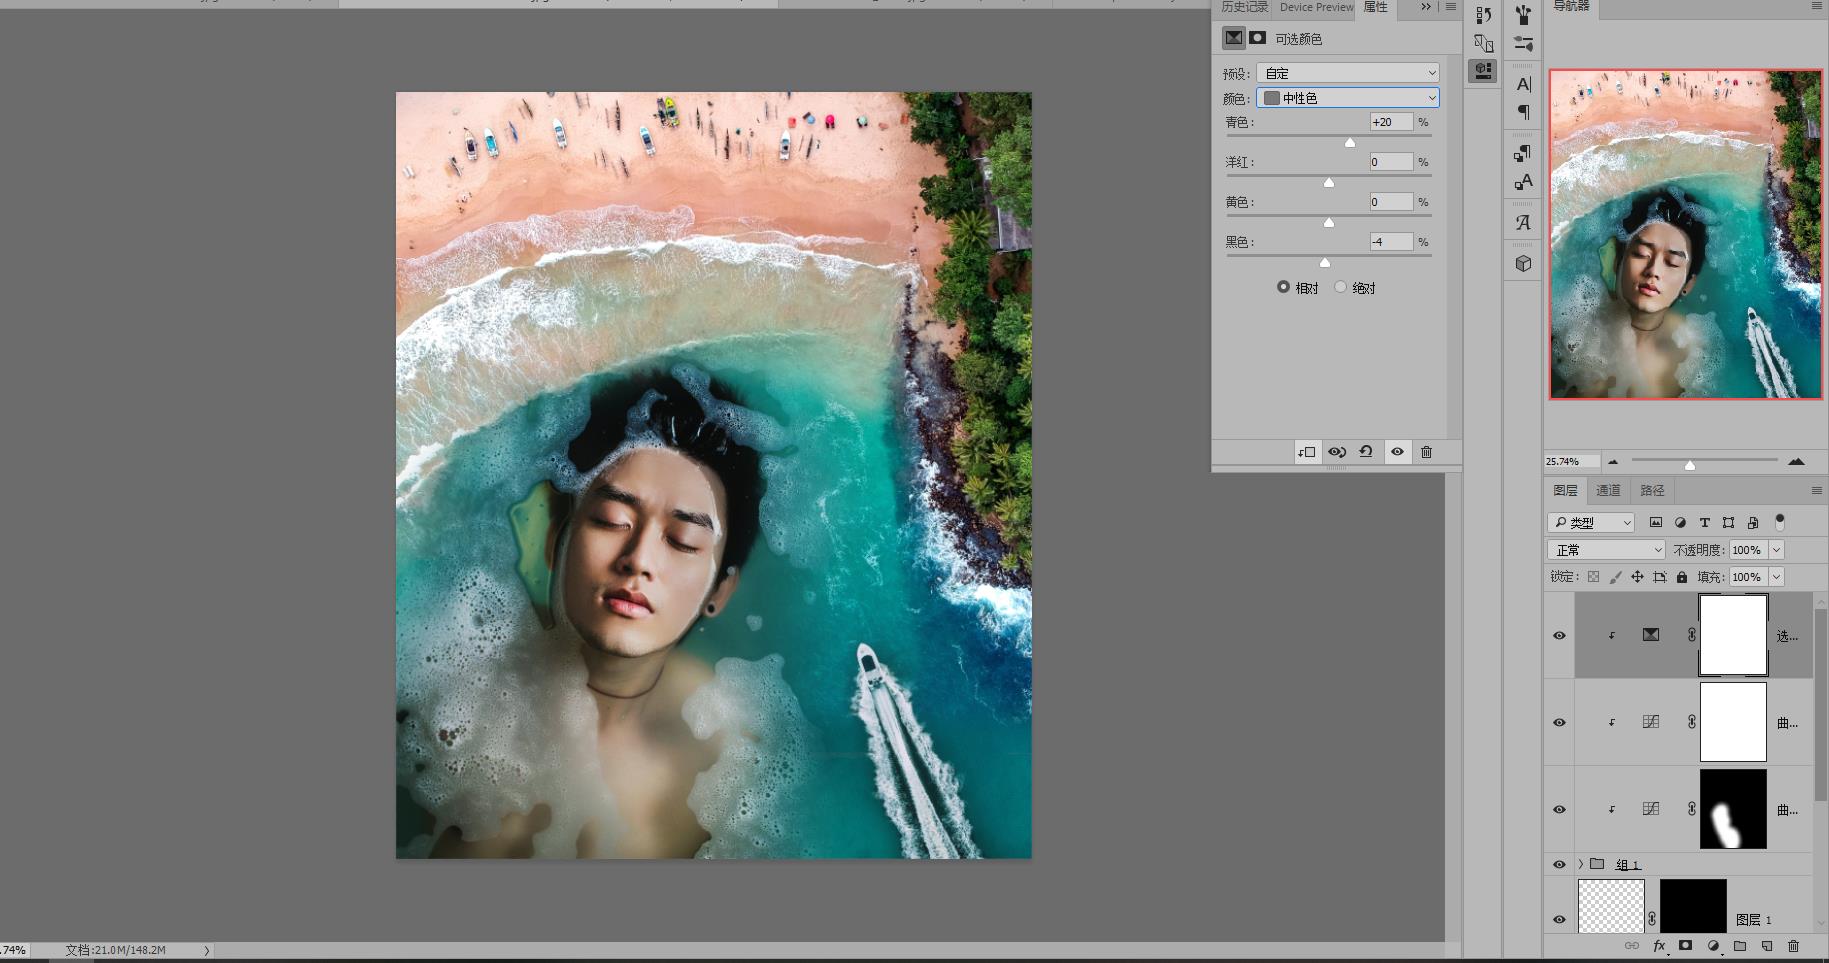 历史记录 Device Preview 属性
可选颜色
预设: 自定
颜色: 中性色
青色: +20 %
洋红: 0 %
黄色: 0 %
黑色: -4 %
相对 绝对
导航器
25.74%
图层 通道 路径
类型
正常 不透明度: 100%
锁定: 填充: 100%
选...
曲...
曲...
组 1
图层 1
fx
.74% 文档:21.0M/148.2M